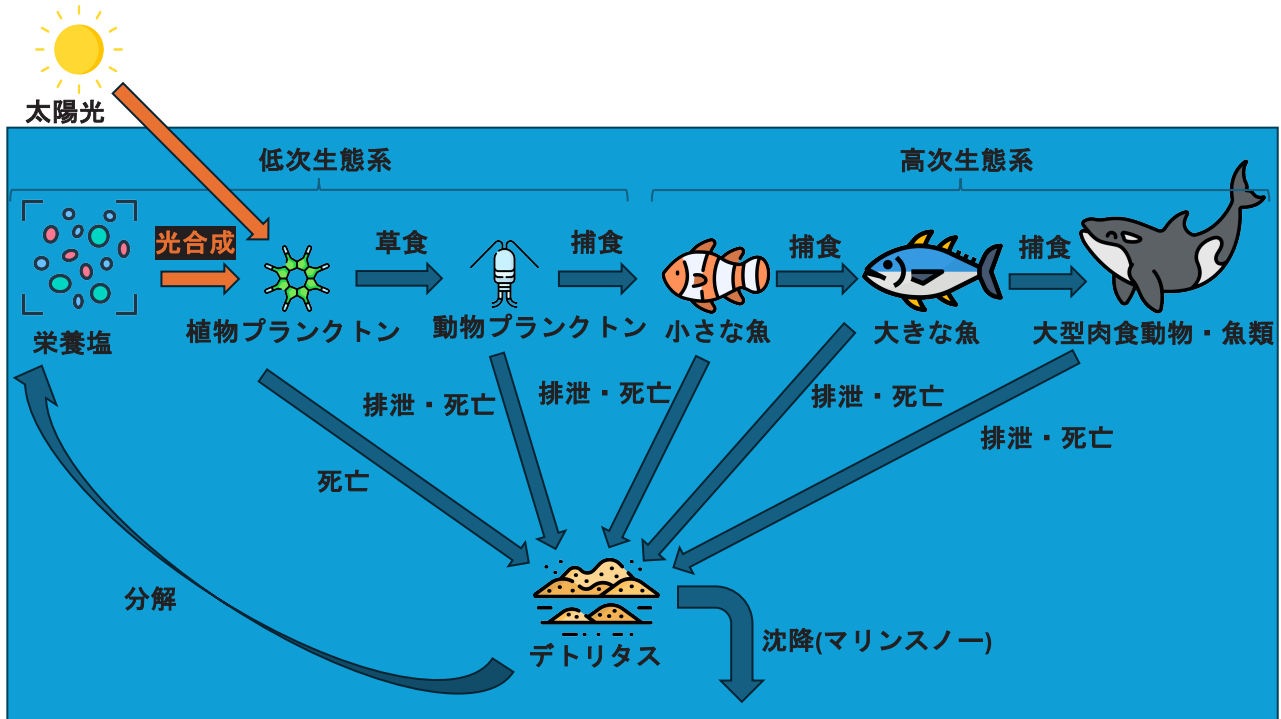 太陽光
低次生態系
高次生態系
光合成
草食
捕食
捕食
捕食
栄養塩
植物プランクトン
動物プランクトン
小さな魚
大きな魚
大型肉食動物・魚類
排泄・死亡
排泄・死亡
排泄・死亡
排泄・死亡
死亡
分解
デトリタス
沈降(マリンスノー)